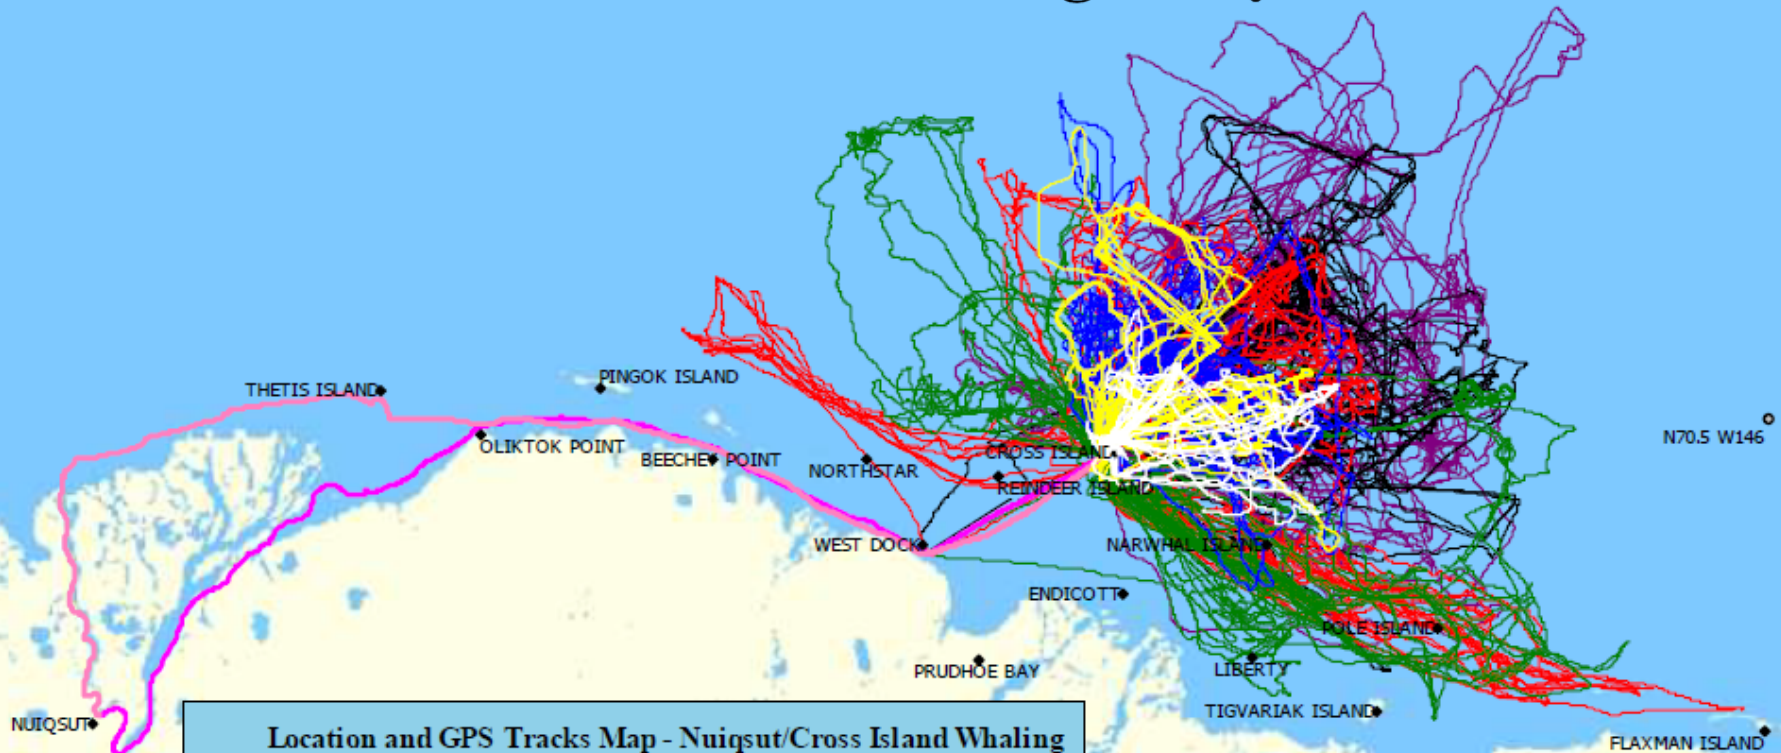 THETIS ISLAND
PINGOK ISLAND
N70.5 W146
OLIKTOK POINT
BEECHEY POINT
NORTHSTAR
CROSS ISLAND
REINDEER ISLAND
WEST DOCK
NARWHAL ISLAND
ENDICOTT
POLE ISLAND
PRUDHOE BAY
LIBERTY
TIGVARIAK ISLAND
NUIQSUT
FLAXMAN ISLAND
Location and GPS Tracks Map - Nuiqsut/Cross Island Whaling